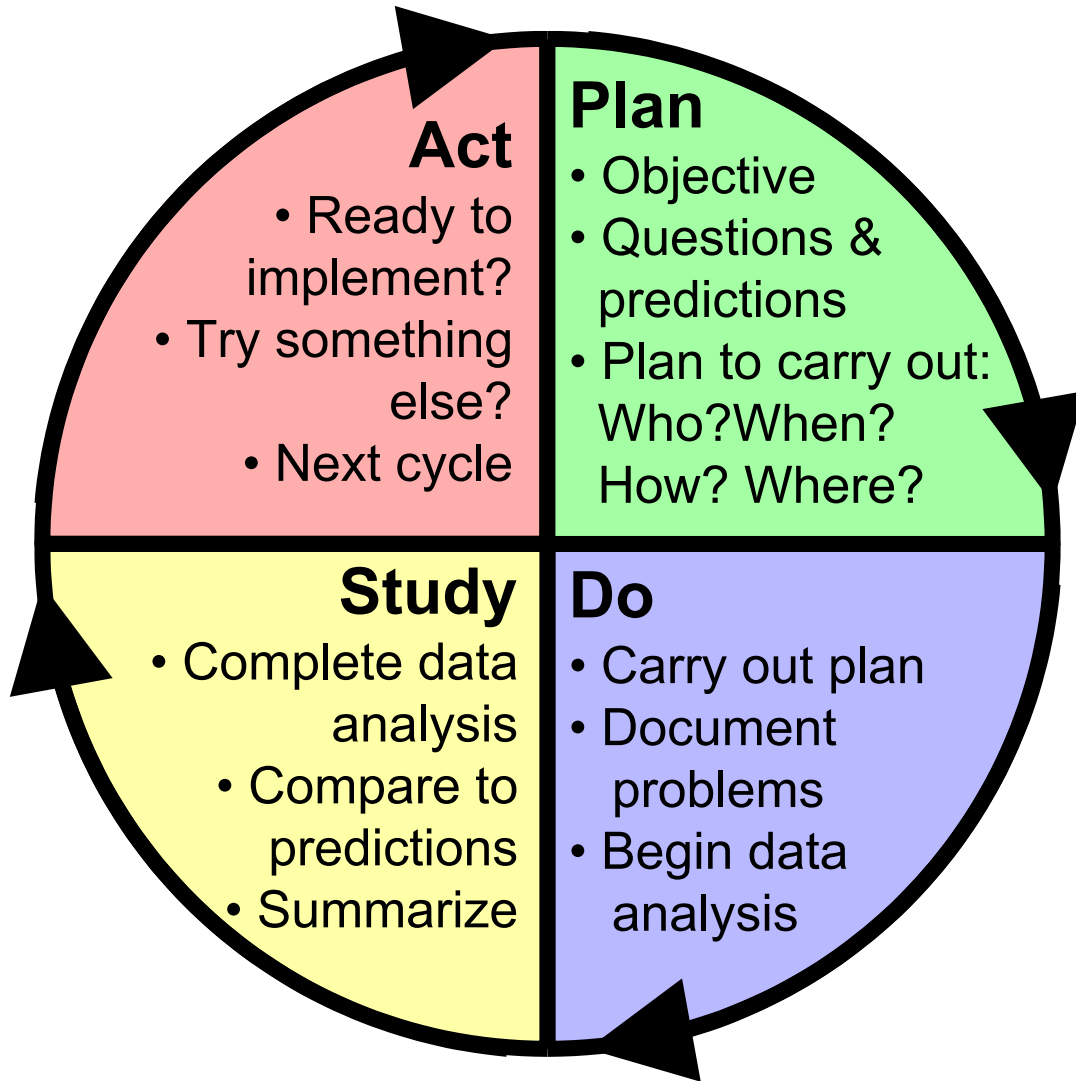 Act
• Ready to
implement?
• Try something
else?
• Next cycle
Plan
• Objective
• Questions &
predictions
• Plan to carry out:
Who?When?
How? Where?
Study
• Complete data
analysis
• Compare to
predictions
• Summarize
Do
• Carry out plan
• Document
problems
• Begin data
analysis